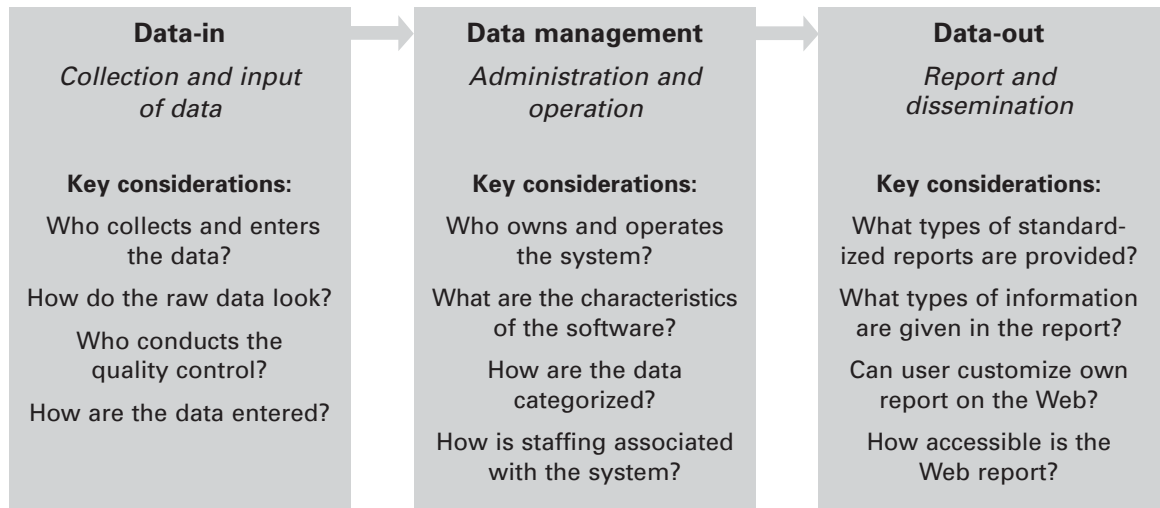 Data-in
Collection and input
of data
Key considerations:
Who collects and enters
the data?
How do the raw data look?
Who conducts the
quality control?
How are the data entered?
Data management
Administration and
operation
Key considerations:
Who owns and operates
the system?
What are the characteristics
of the software?
How are the data
categorized?
How is staffing associated
with the system?
Data-out
Report and
dissemination
Key considerations:
What types of standard-
ized reports are provided?
What types of information
are given in the report?
Can user customize own
report on the Web?
How accessible is the
Web report?